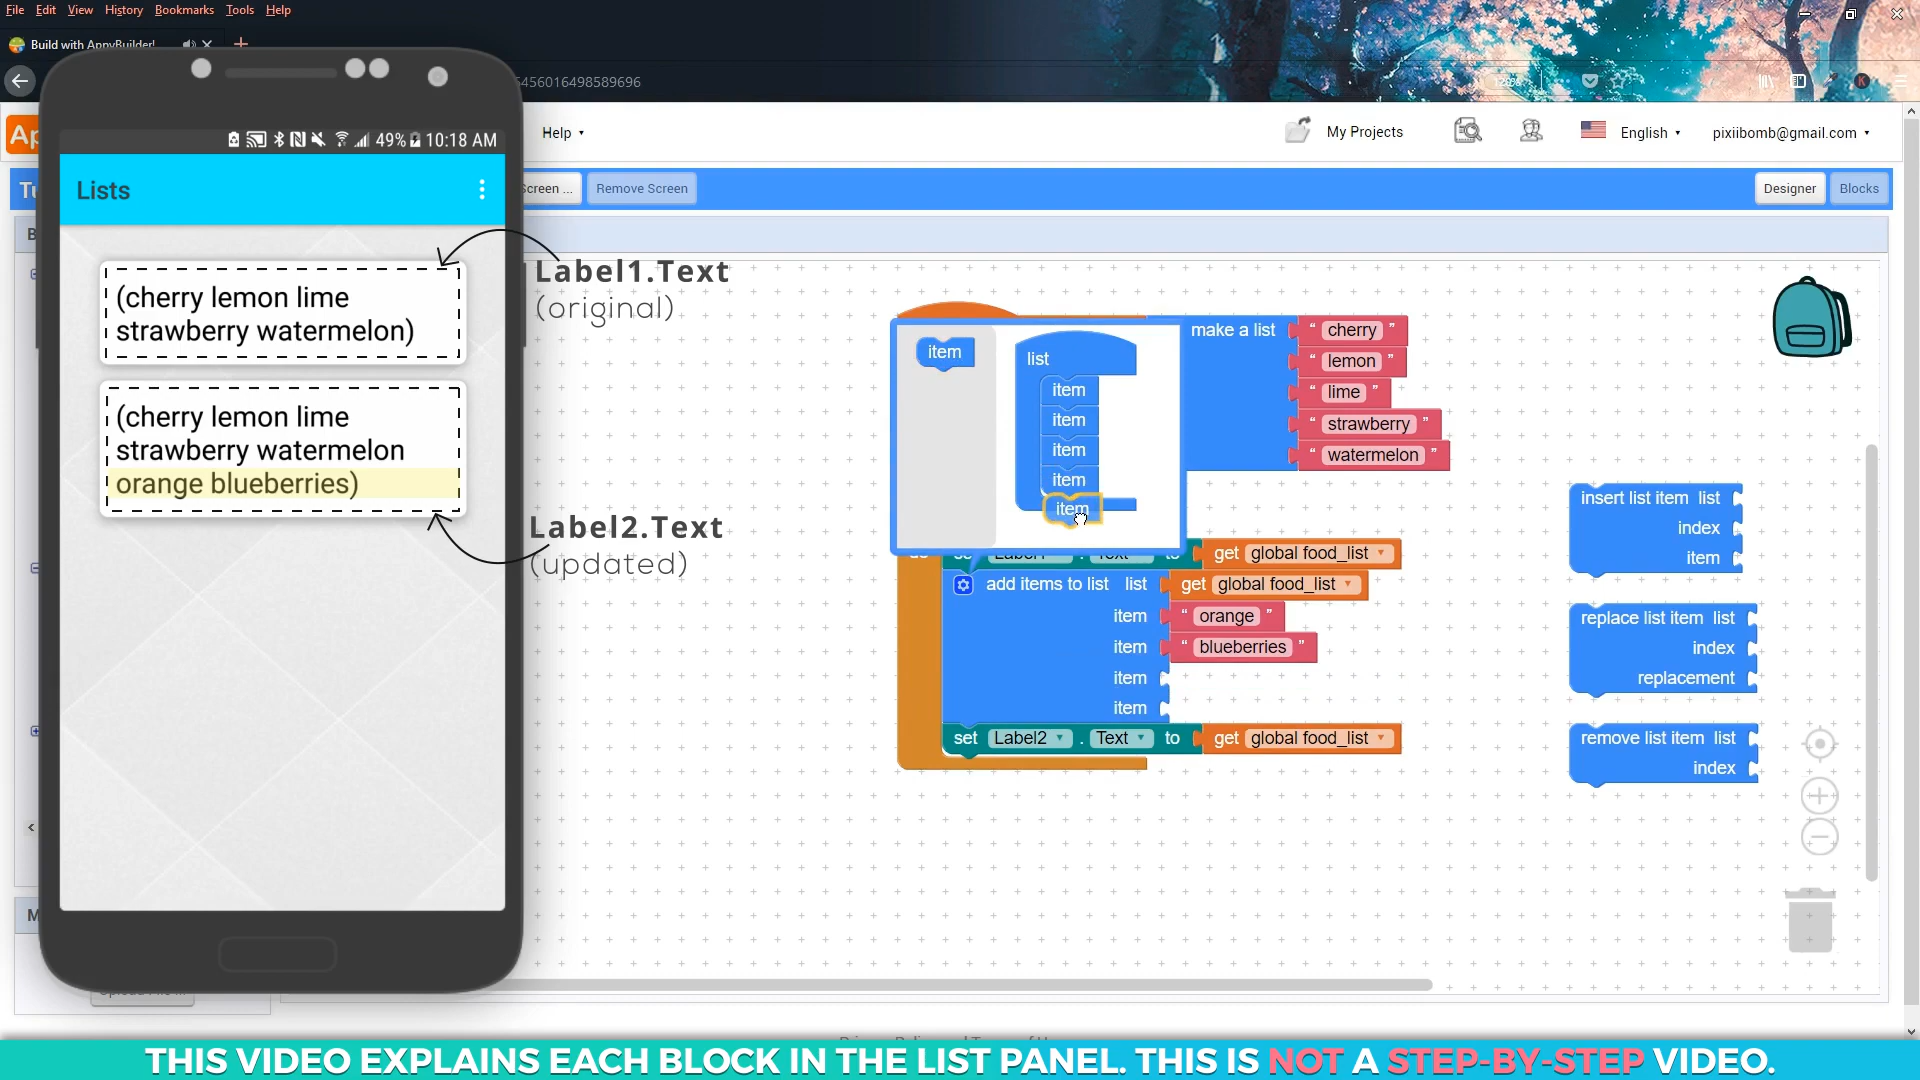 File Edit View History Bookmarks Tools Help
Build with AppyBuilder!
5456016498589696
Help
My Projects
English
pixiibomb@gmail.com
Screen ...
Remove Screen
Designer
Blocks
49% 10:18 AM
Lists
(cherry lemon lime
strawberry watermelon)
(cherry lemon lime
strawberry watermelon
orange blueberries)
Label1.Text
(original)
Label2.Text
(updated)
item
list
item
item
item
item
item
make a list
" cherry "
" lemon "
" lime "
" strawberry "
" watermelon "
get global food_list
add items to list list get global food_list
item " orange "
item " blueberries "
item
item
set Label2 . Text to get global food_list
insert list item list
index
item
replace list item list
index
replacement
remove list item list
index
THIS VIDEO EXPLAINS EACH BLOCK IN THE LIST PANEL. THIS IS NOT A STEP-BY-STEP VIDEO.